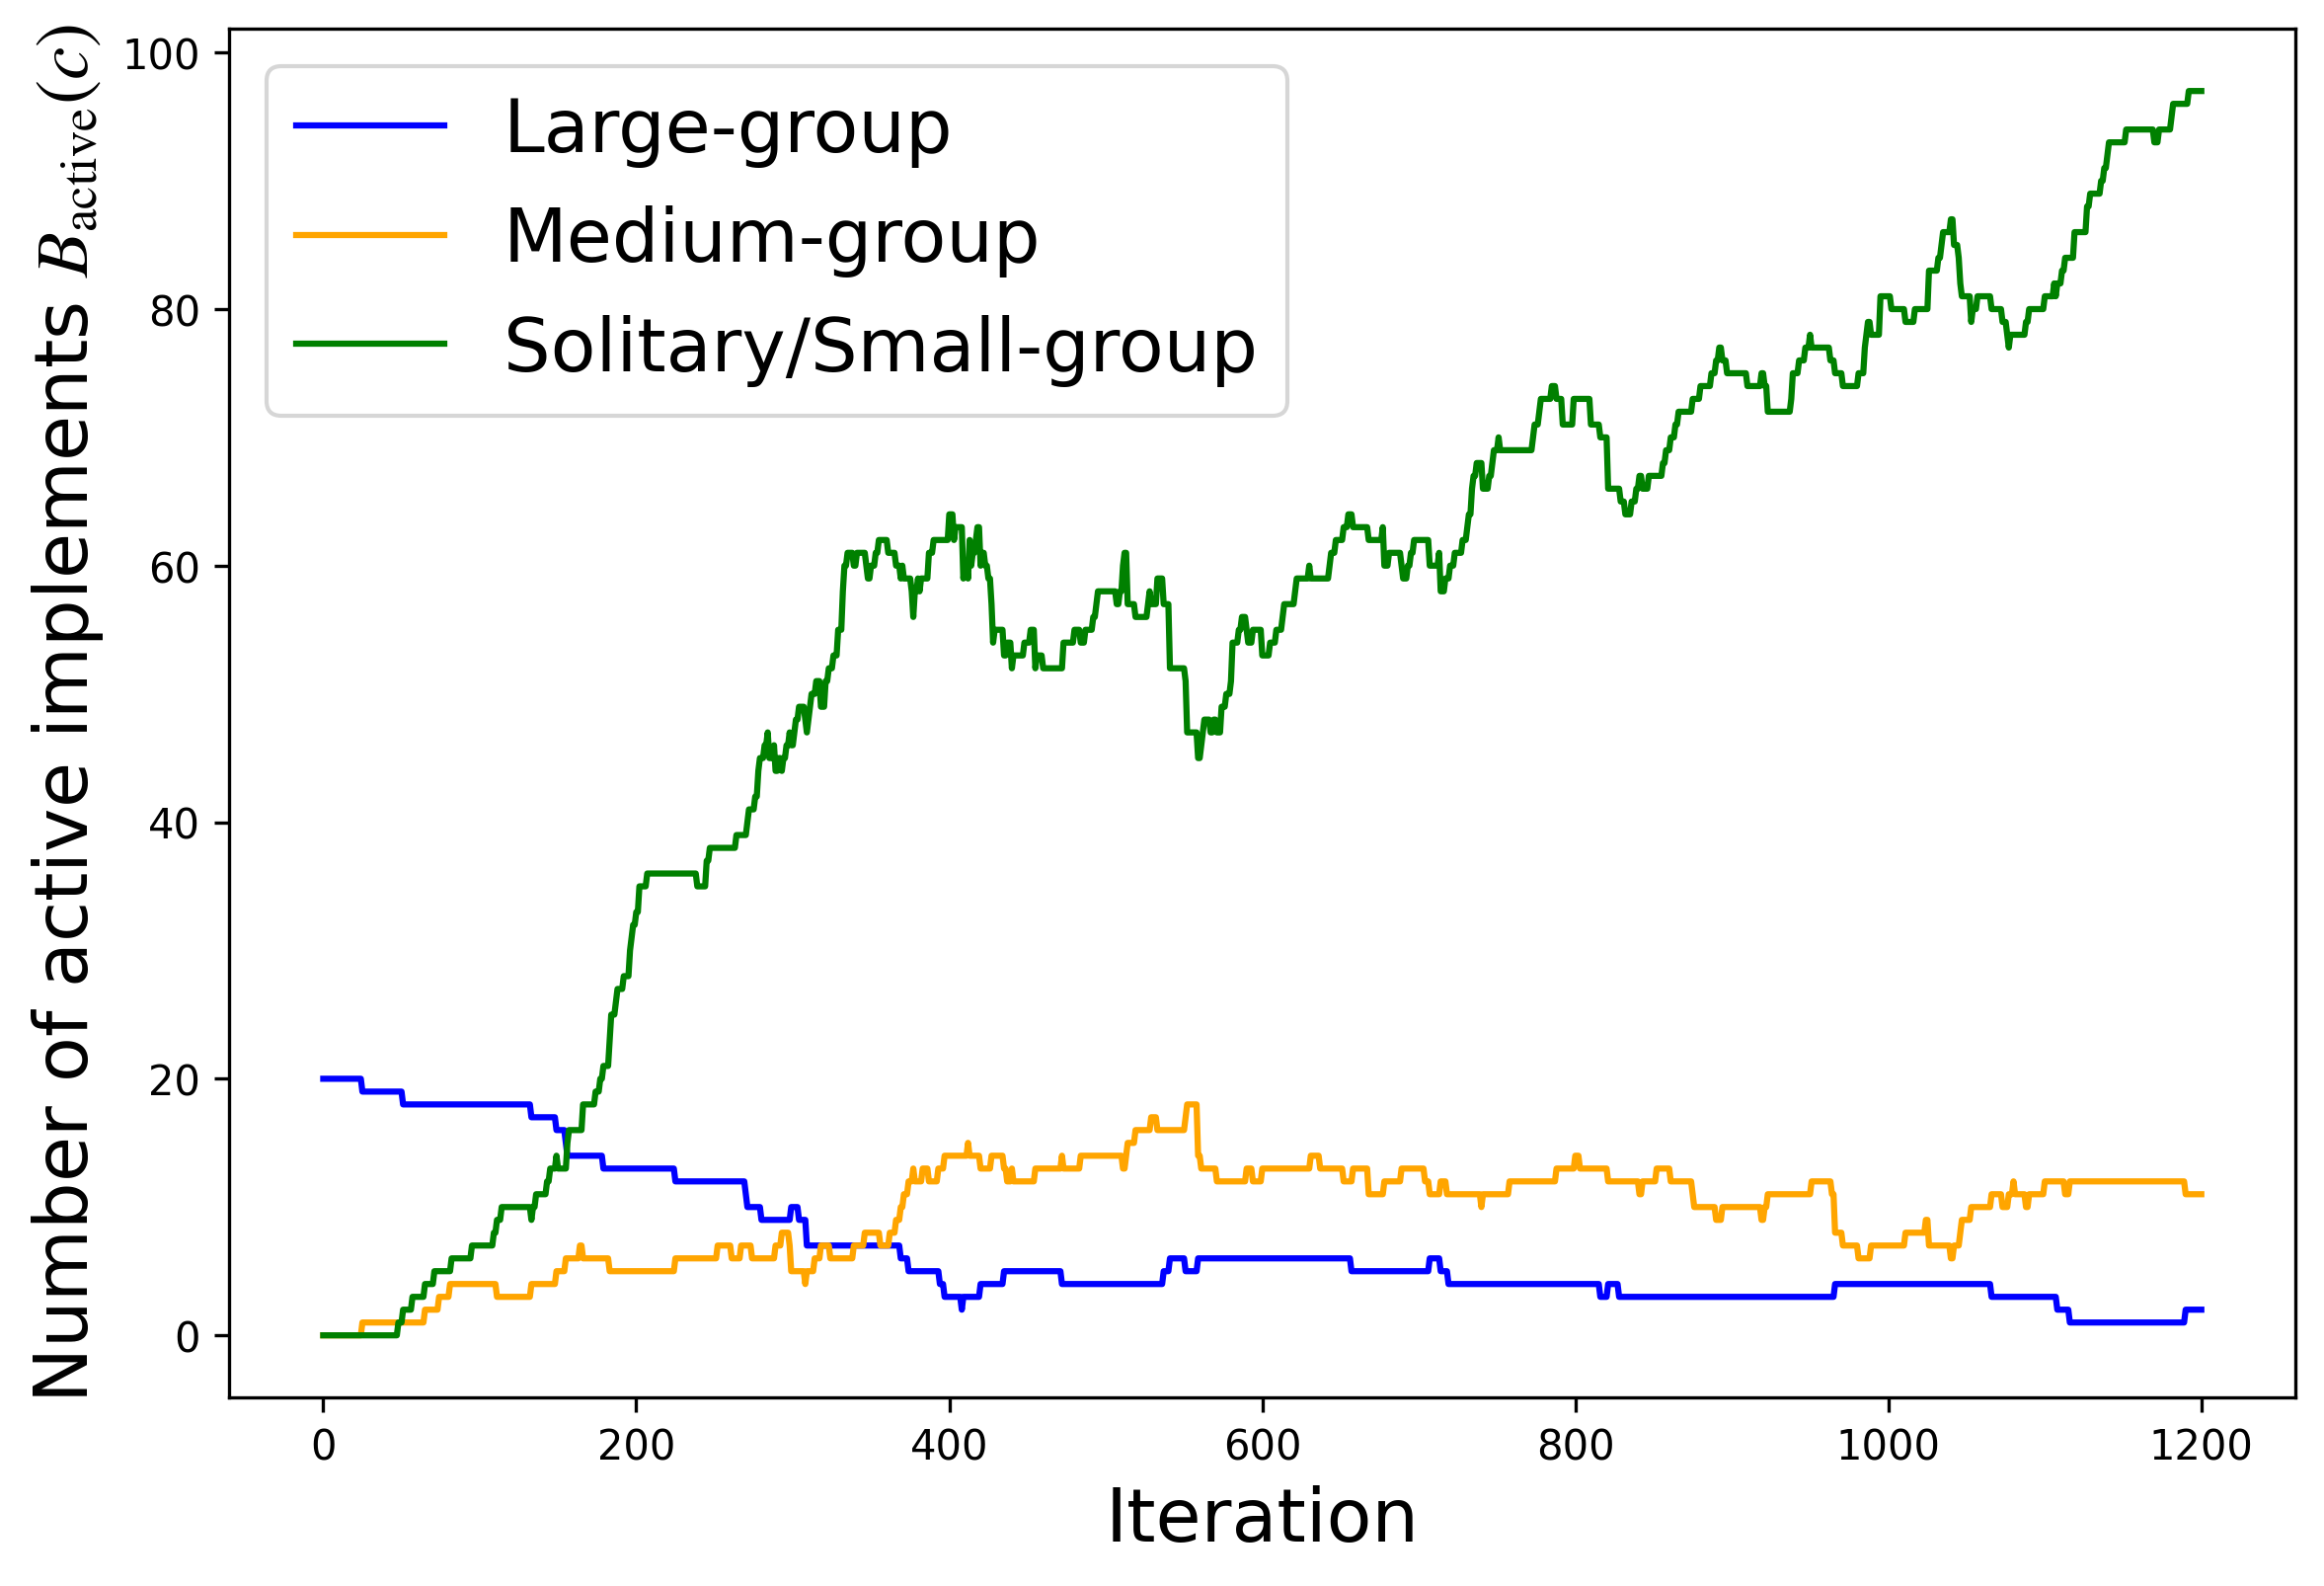 Number of active implements B_active(c)
100
80
60
40
20
0
Large-group
Medium-group
Solitary/Small-group
0 200 400 600 800 1000 1200
Iteration